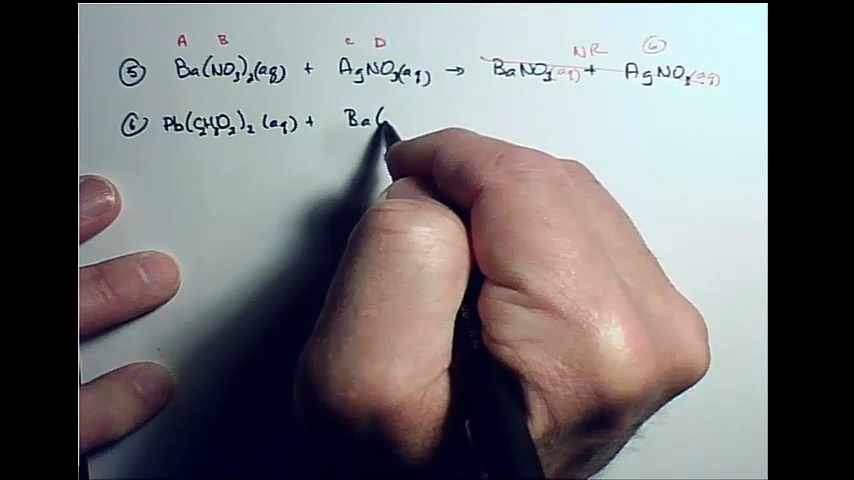 A B C D NR 6
5 Ba(NO3)2(aq) + AgNO3(aq) → BaNO3(aq) + AgNO3(aq)
6 Pb(C2H3O2)2 (aq) + Ba(